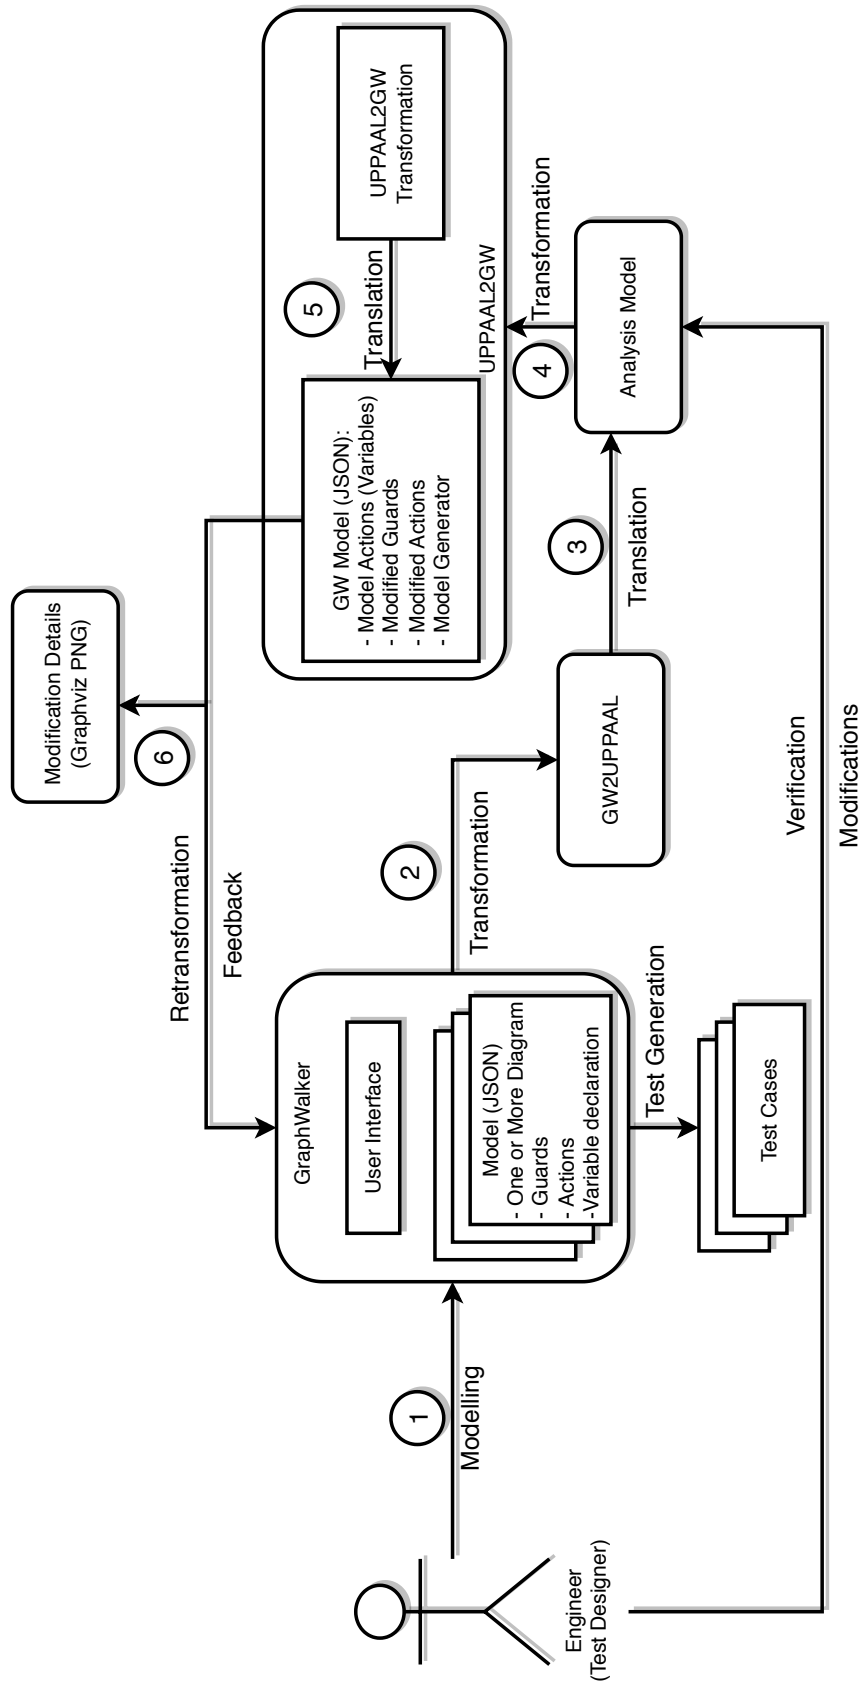 Engineer
(Test Designer)
1
Modelling
GraphWalker
User Interface
Model (JSON)
- One or More Diagram
- Guards
- Actions
-Variable declaration
Test Generation
Test Cases
Retransformation
Feedback
2
Transformation
GW2UPPAAL
Modification Details
(Graphviz PNG)
6
3
Translation
Analysis Model
4
Transformation
UPPAAL2GW
GW Model (JSON):
- Model Actions (Variables)
- Modified Guards
- Modified Actions
- Model Generator
5
Translation
UPPAAL2GW
Transformation
Verification
Modifications